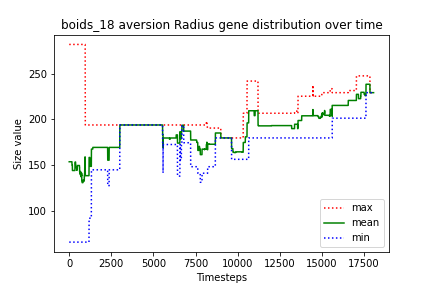 boids_18 aversion Radius gene distribution over time
Size value
250
200
150
100
0
2500
5000
7500
10000
12500
15000
17500
Timesteps
max
mean
min